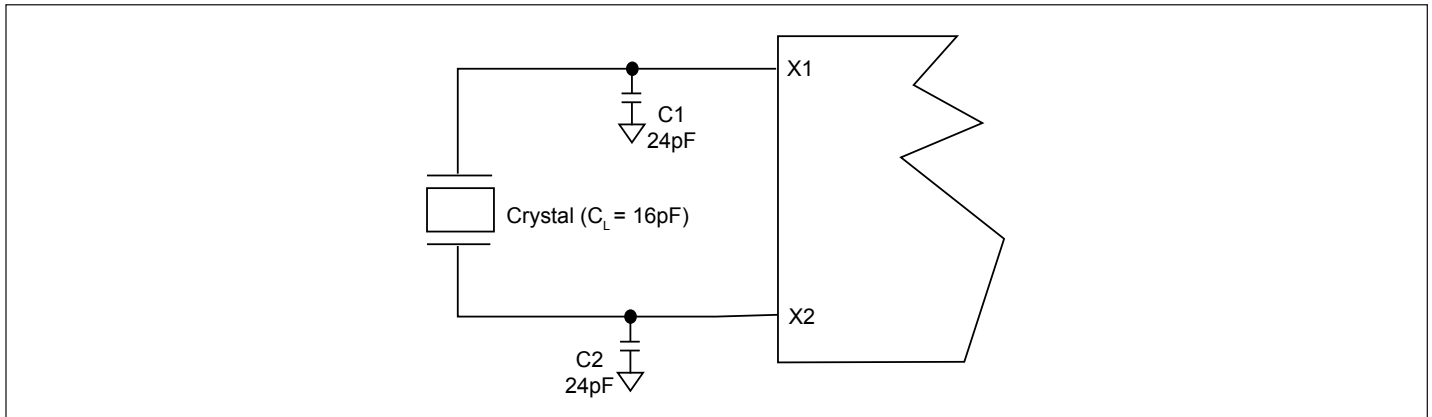 X1
C1
24pF
Crystal (CL = 16pF)
X2
C2
24pF